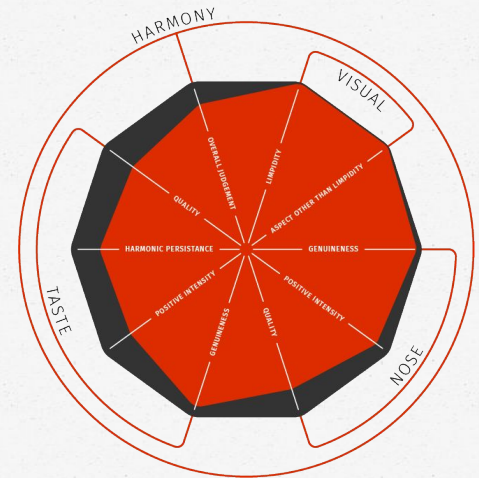 HARMONY
VISUAL
OVERALL JUDGEMENT
LIMPIDITY
ASPECT OTHER THAN LIMPIDITY
QUALITY
HARMONIC PERSISTANCE
GENUINENESS
POSITIVE INTENSITY
POSITIVE INTENSITY
GENUINENESS
QUALITY
TASTE
NOSE